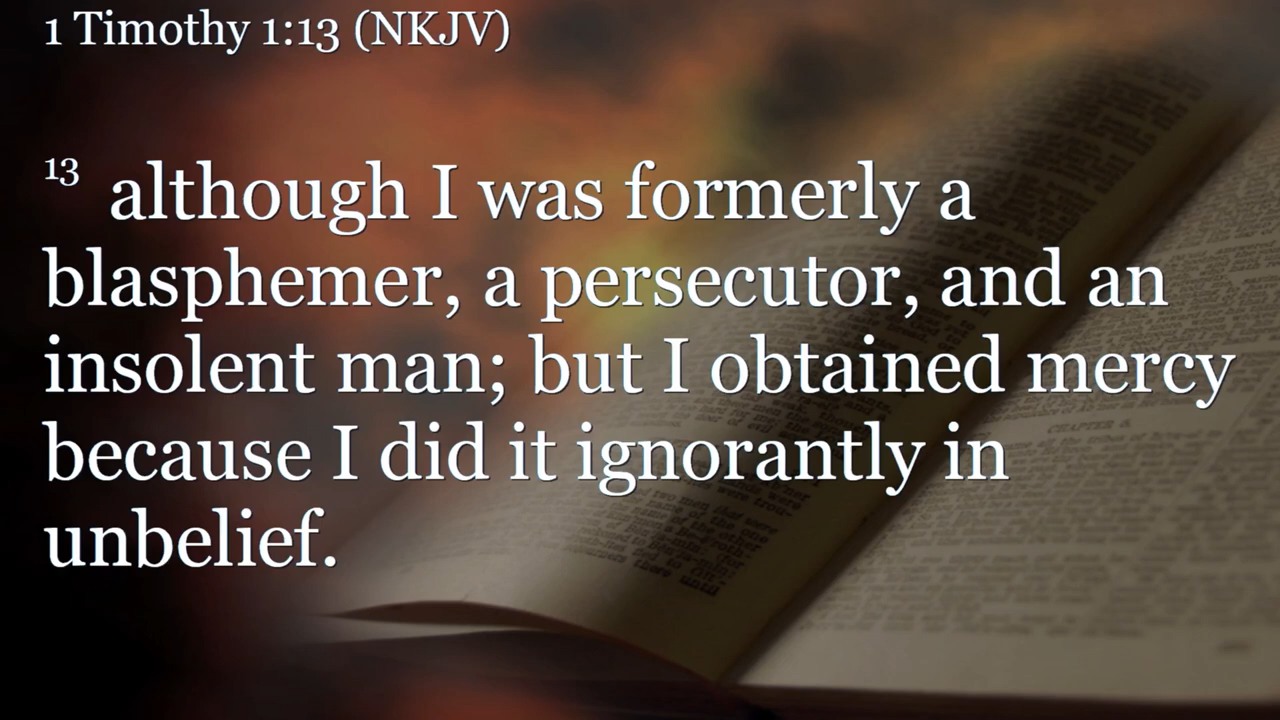 1 Timothy 1:13 (NKJV)
13 although I was formerly a
blasphemer, a persecutor, and an
insolent man; but I obtained mercy
because I did it ignorantly in
unbelief.